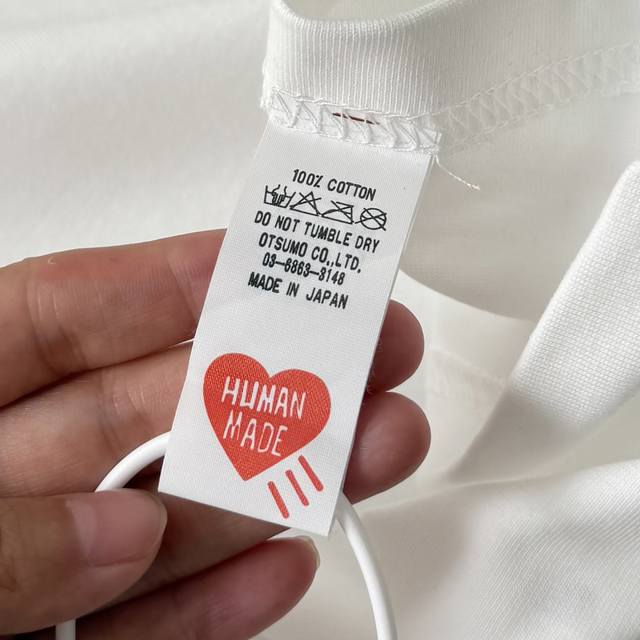 100% COTTON
DO NOT TUMBLE DRY
OTSUMO CO.,LTD.
03-6863-8148
MADE IN JAPAN
HUMAN
MADE